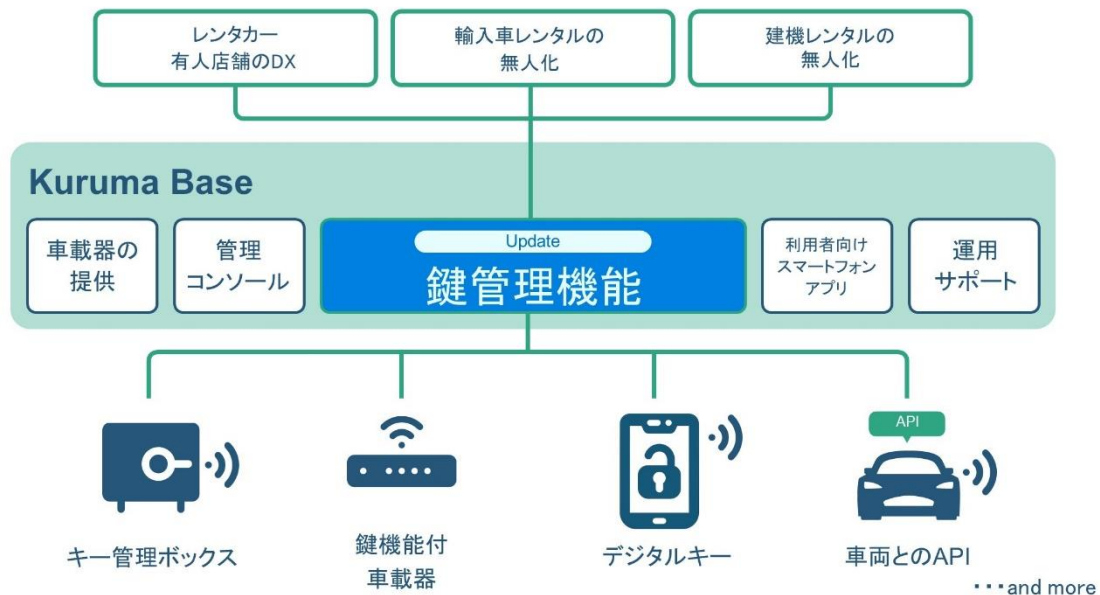 レンタカー
有人店舗のDX
輸入車レンタルの
無人化
建機レンタルの
無人化
Kuruma Base
車載器の
提供
管理
コンソール
Update
鍵管理機能
利用者向け
スマートフォン
アプリ
運用
サポート
API
キー管理ボックス
鍵機能付
車載器
デジタルキー
車両とのAPI
・・・and more